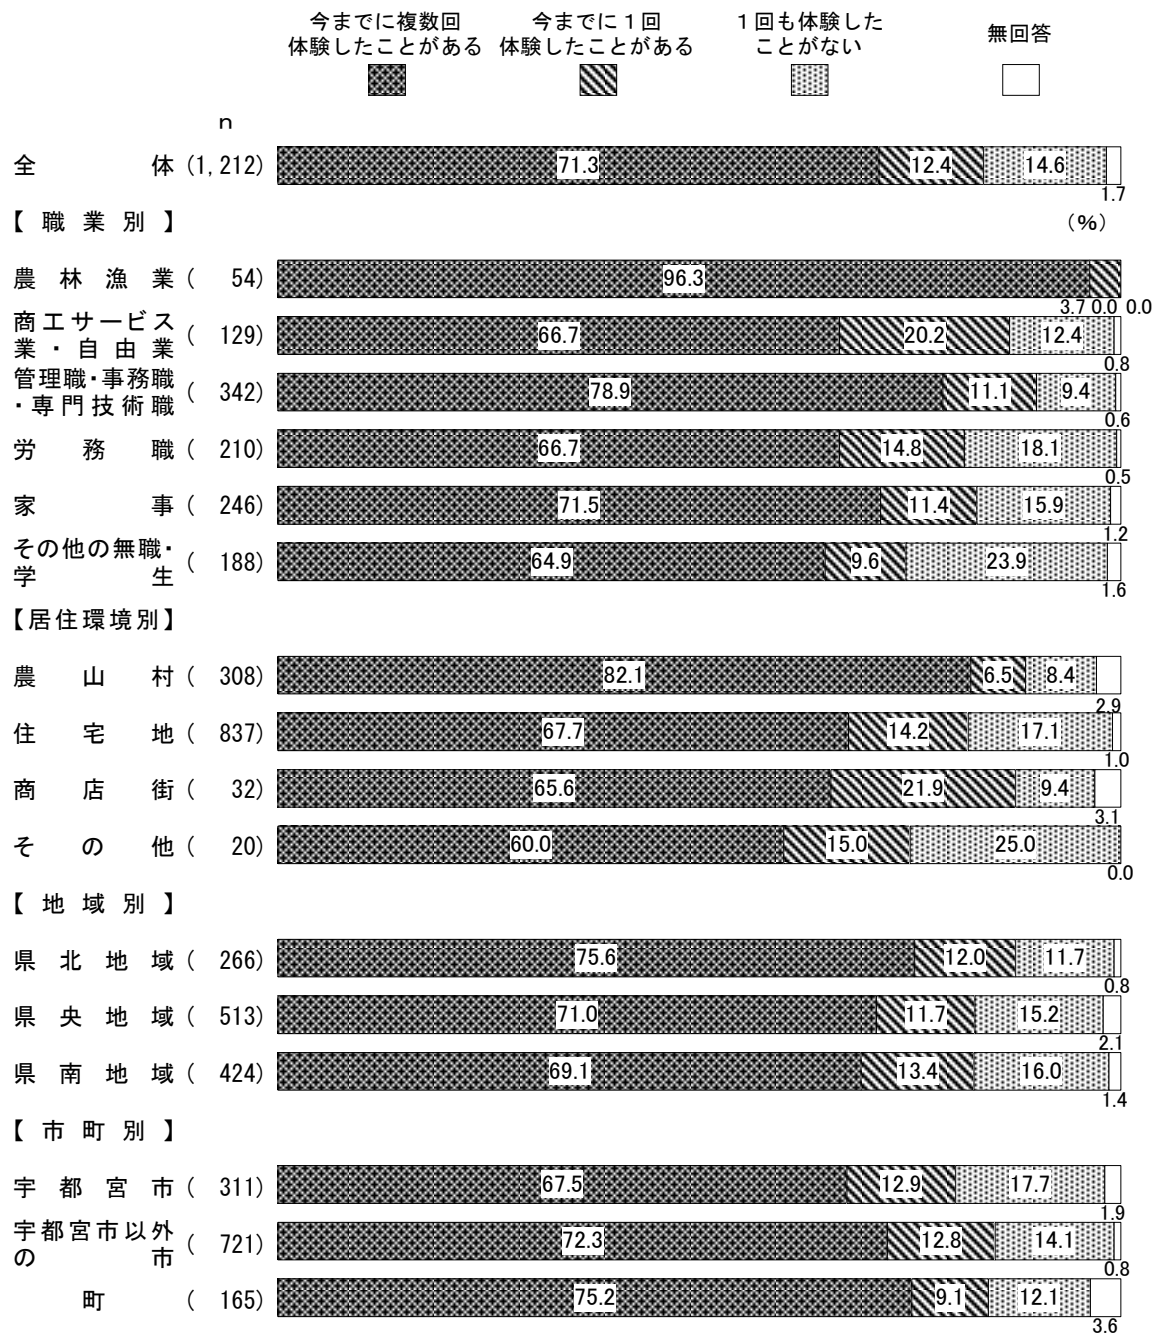 今までに複数回 今までに１回 １回も体験した 無回答
体験したことがある 体験したことがある ことがない
n
全体 (1,212) 71.3 12.4 14.6
1.7
【職業別】 (%)
農林漁業 ( 54) 96.3
3.7 0.0 0.0
商工サービス
業・自由業 ( 129) 66.7 20.2 12.4
0.8
管理職・事務職
・専門技術職 ( 342) 78.9 11.1 9.4
0.6
労務職 ( 210) 66.7 14.8 18.1
0.5
家事 ( 246) 71.5 11.4 15.9
1.2
その他の無職・
学生 ( 188) 64.9 9.6 23.9
1.6
【居住環境別】
農山村 ( 308) 82.1 6.5 8.4
2.9
住宅地 ( 837) 67.7 14.2 17.1
1.0
商店街 ( 32) 65.6 21.9 9.4
3.1
その他 ( 20) 60.0 15.0 25.0
0.0
【地域別】
県北地域 ( 266) 75.6 12.0 11.7
0.8
県央地域 ( 513) 71.0 11.7 15.2
2.1
県南地域 ( 424) 69.1 13.4 16.0
1.4
【市町別】
宇都宮市 ( 311) 67.5 12.9 17.7
1.9
宇都宮市以外
の市 ( 721) 72.3 12.8 14.1
0.8
町 ( 165) 75.2 9.1 12.1
3.6